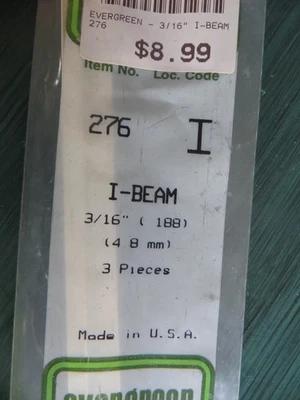 EVERGREEN - 3/16" I-BEAM
276
$8.99
Item No. Loc. Code
276 I
I-BEAM
3/16" ( 188)
(4 8 mm)
3 Pieces
Made in U.S.A.
evergreen